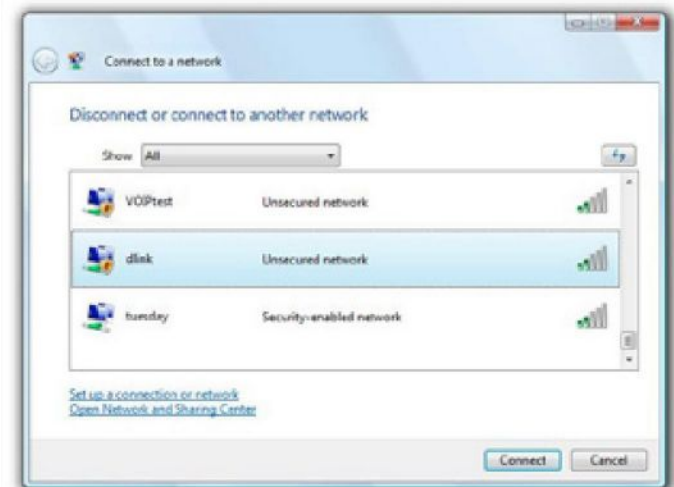 Connect to a network
Disconnect or connect to another network
Show All
VOIPtest Unsecured network
dlink Unsecured network
tuesday Security-enabled network
Set up a connection or network
Open Network and Sharing Center
Connect Cancel